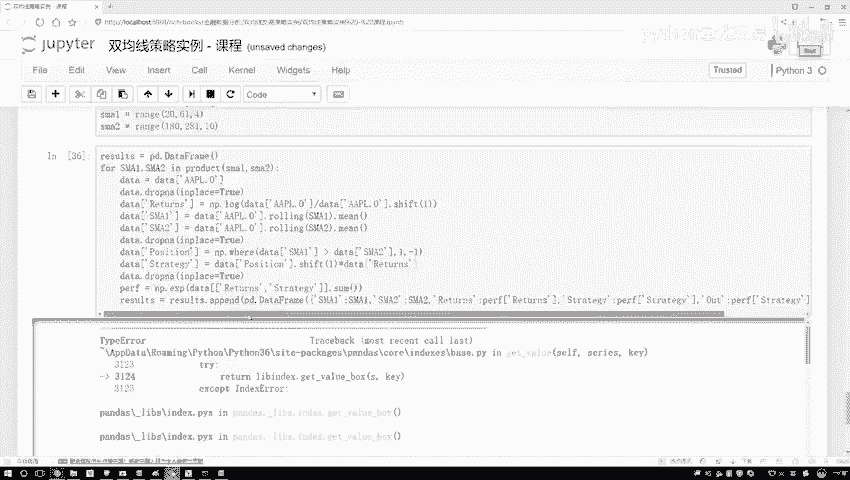 双均线策略实例
jupyter 双均线策略实例 - 课程 (unsaved changes)
File Edit View Insert Cell Kernel Widgets Help
Trusted
Python 3
Code
sma1 = range(20,61,4)
sma2 = range(180,281,10)
In [36]:
results = pd.DataFrame()
for SMA1,SMA2 in product(sma1,sma2):
data = data['AAPL.O']
data.dropna(inplace=True)
data['Returns'] = np.log(data['AAPL.O']/data['AAPL.O'].shift(1))
data['SMA1'] = data['AAPL.O'].rolling(SMA1).mean()
data['SMA2'] = data['AAPL.O'].rolling(SMA2).mean()
data.dropna(inplace=True)
data['Position'] = np.where(data['SMA1'] > data['SMA2'],1,-1)
data['Strategy'] = data['Position'].shift(1)*data['Returns']
data.dropna(inplace=True)
perf = np.exp(data[['Returns','Strategy']].sum())
results = results.append(pd.DataFrame({'SMA1':SMA1,'SMA2':SMA2,'Returns':perf['Returns'],'Strategy':perf['Strategy'],'Out':perf['Strategy']
TypeError Traceback (most recent call last)
~\AppData\Roaming\Python\Python36\site-packages\pandas\core\indexes\base.py in get_value(self, series, key)
3123 try:
-> 3124 return libindex.get_value_box(s, key)
3125 except IndexError:
pandas\_libs\index.pyx in pandas._libs.index.get_value_box()
pandas\_libs\index.pyx in pandas._libs.index.get_value_box()